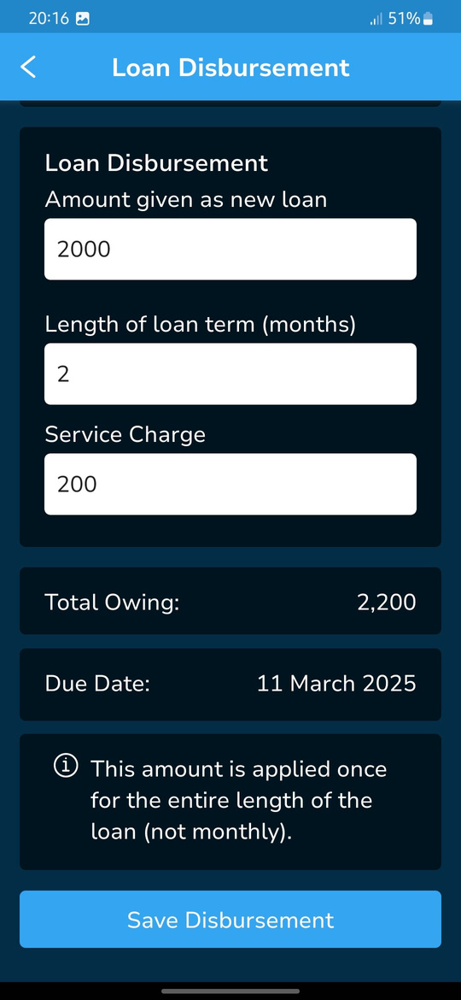 20:16 51%
Loan Disbursement
Loan Disbursement
Amount given as new loan
2000
Length of loan term (months)
2
Service Charge
200
Total Owing: 2,200
Due Date: 11 March 2025
This amount is applied once
for the entire length of the
loan (not monthly).
Save Disbursement